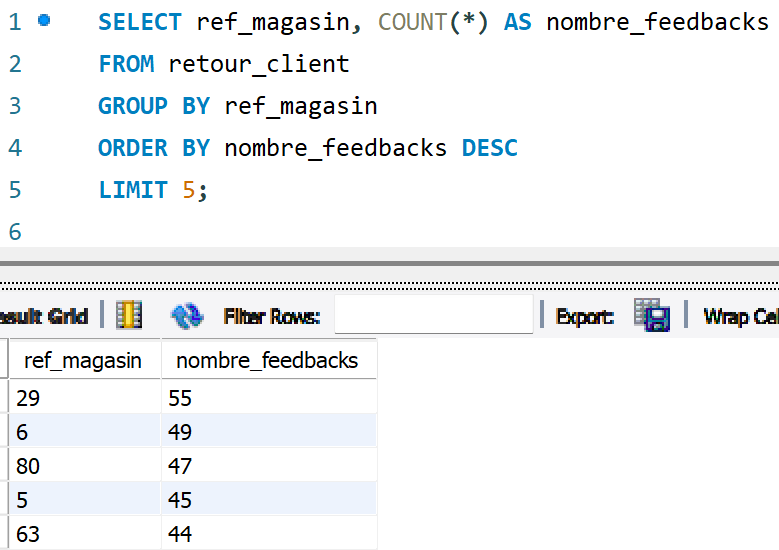 1 SELECT ref_magasin, COUNT(*) AS nombre_feedbacks
2 FROM retour_client
3 GROUP BY ref_magasin
4 ORDER BY nombre_feedbacks DESC
5 LIMIT 5;
6
esult Grid Filter Rows: Export: Wrap Cel
ref_magasin nombre_feedbacks
29 55
6 49
80 47
5 45
63 44